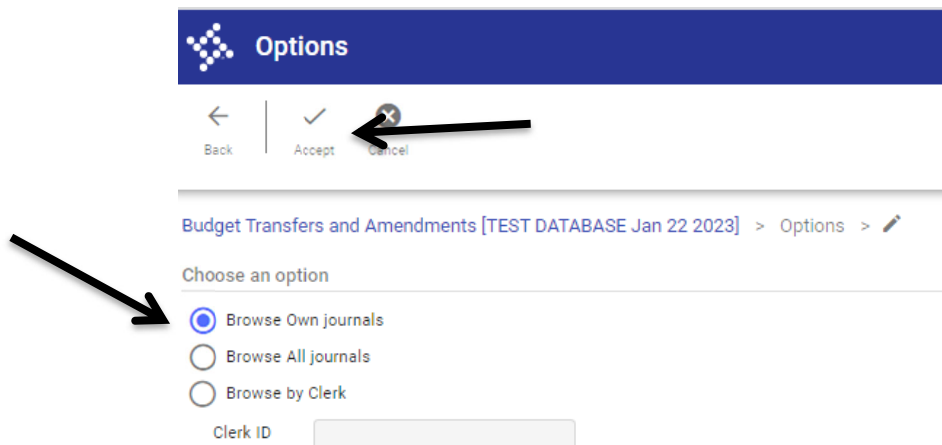 Options
Back
Accept
Cancel
Budget Transfers and Amendments [TEST DATABASE Jan 22 2023] > Options >
Choose an option
Browse Own journals
Browse All journals
Browse by Clerk
Clerk ID